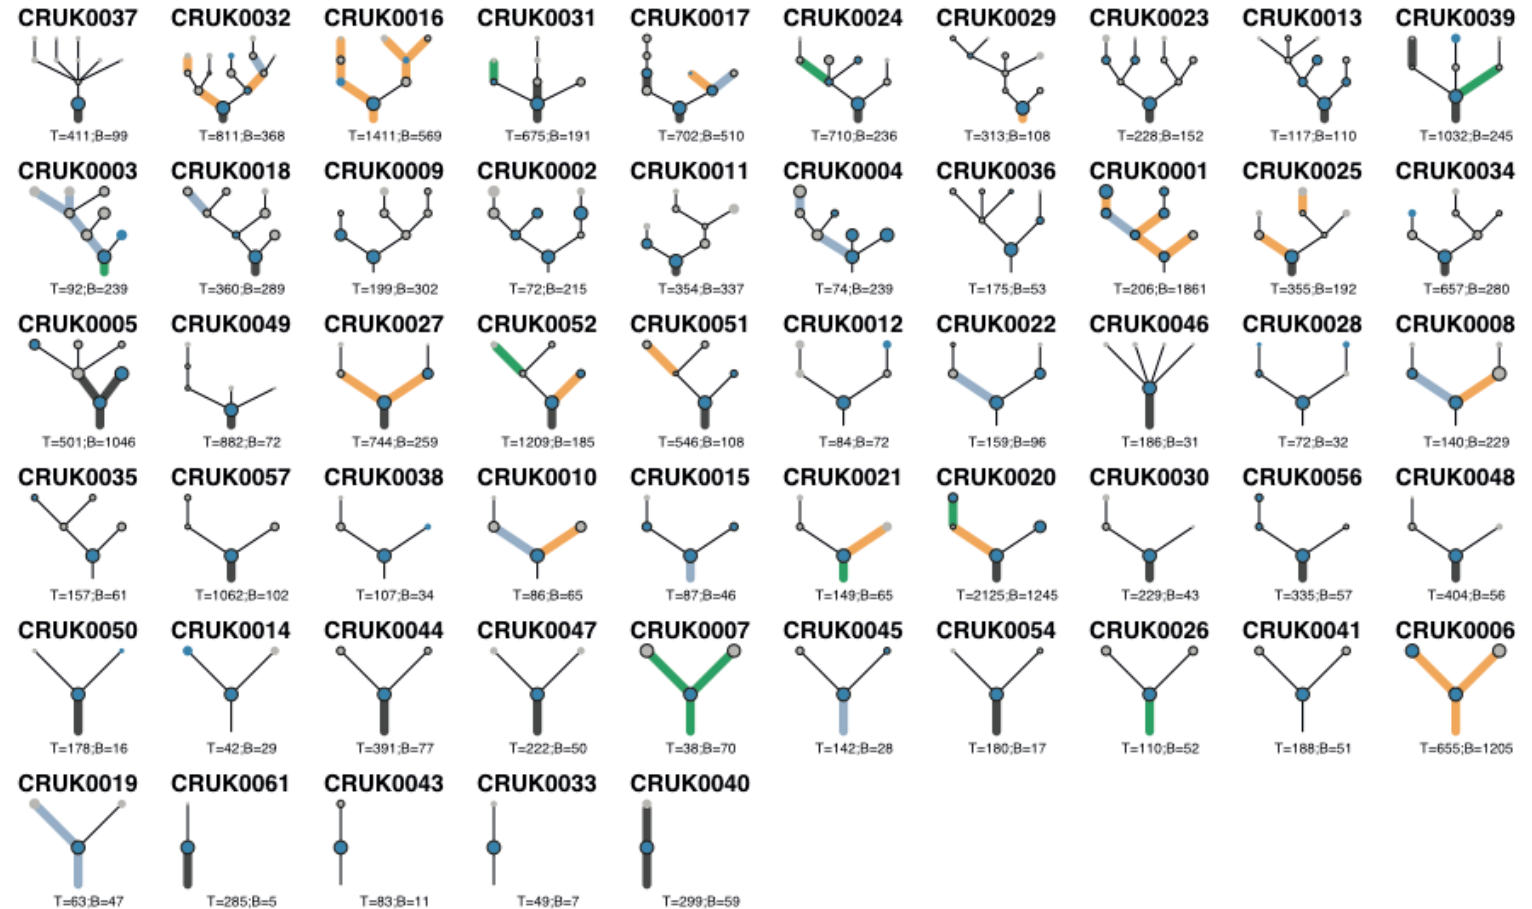 CRUK0037 CRUK0032 CRUK0016 CRUK0031 CRUK0017 CRUK0024 CRUK0029 CRUK0023 CRUK0013 CRUK0039
T=411;B=99 T=811;B=368 T=1411;B=569 T=675;B=191 T=702;B=510 T=710;B=236 T=313;B=108 T=228;B=152 T=117;B=110 T=1032;B=245
CRUK0003 CRUK0018 CRUK0009 CRUK0002 CRUK0011 CRUK0004 CRUK0036 CRUK0001 CRUK0025 CRUK0034
T=92;B=239 T=360;B=289 T=199;B=302 T=72;B=215 T=354;B=337 T=74;B=239 T=175;B=53 T=206;B=1861 T=355;B=192 T=657;B=280
CRUK0005 CRUK0049 CRUK0027 CRUK0052 CRUK0051 CRUK0012 CRUK0022 CRUK0046 CRUK0028 CRUK0008
T=501;B=1046 T=882;B=72 T=744;B=259 T=1209;B=185 T=546;B=108 T=84;B=72 T=159;B=96 T=186;B=31 T=72;B=32 T=140;B=229
CRUK0035 CRUK0057 CRUK0038 CRUK0010 CRUK0015 CRUK0021 CRUK0020 CRUK0030 CRUK0056 CRUK0048
T=157;B=61 T=1062;B=102 T=107;B=34 T=86;B=65 T=87;B=46 T=149;B=65 T=2125;B=1245 T=229;B=43 T=335;B=57 T=404;B=56
CRUK0050 CRUK0014 CRUK0044 CRUK0047 CRUK0007 CRUK0045 CRUK0054 CRUK0026 CRUK0041 CRUK0006
T=178;B=16 T=42;B=29 T=391;B=77 T=222;B=50 T=38;B=70 T=142;B=28 T=180;B=17 T=110;B=52 T=188;B=51 T=655;B=1205
CRUK0019 CRUK0061 CRUK0043 CRUK0033 CRUK0040
T=63;B=47 T=285;B=5 T=83;B=11 T=49;B=7 T=299;B=59